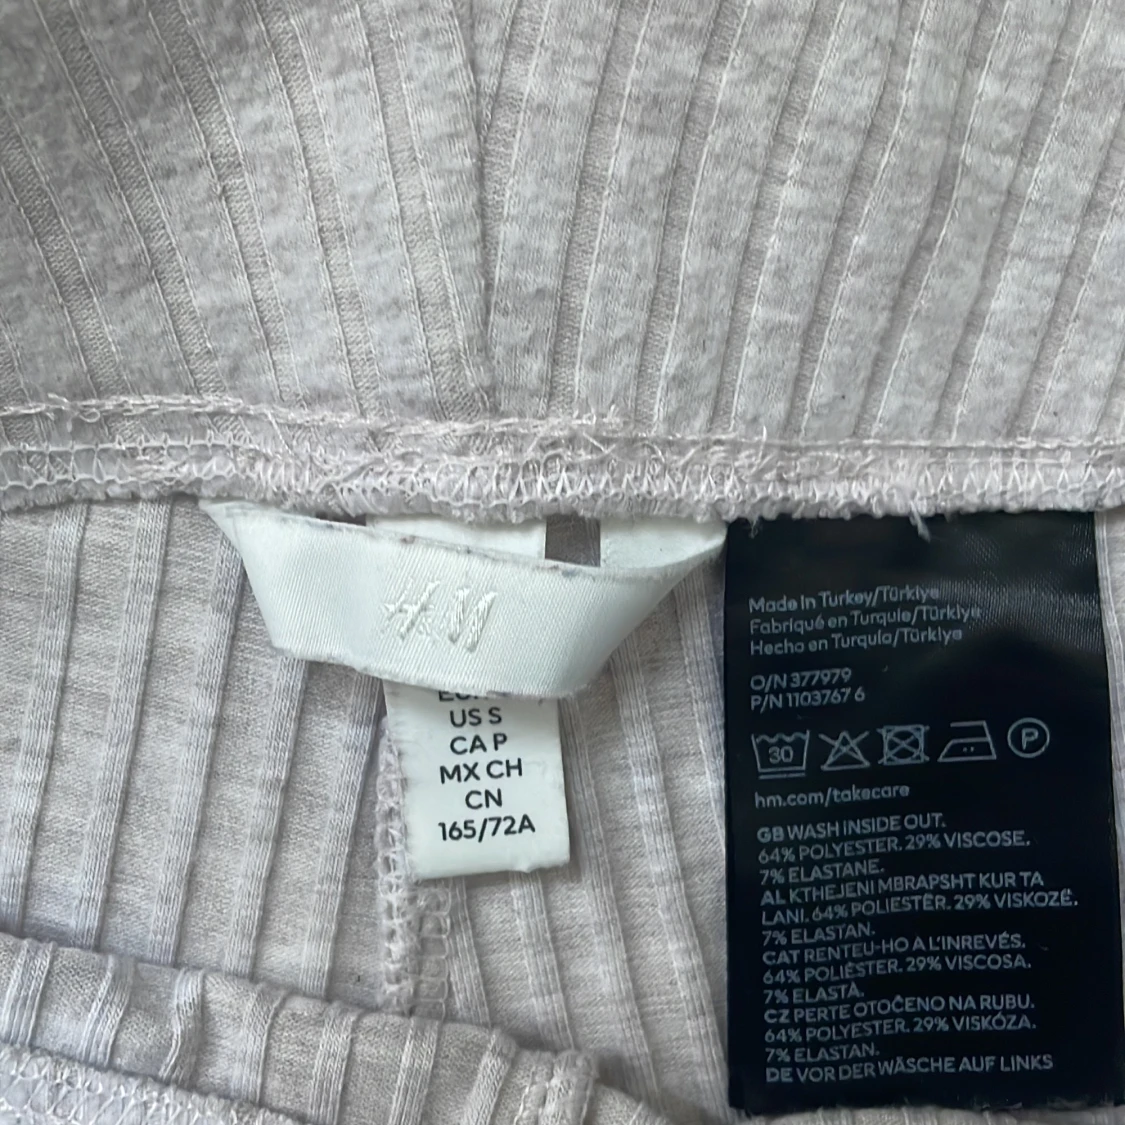 H&M
US S
CA P
MX CH
CN
165/72A
Made in Turkey/Türkiye
Fabriqué en Turquie/Türkiye
Hecho en Turquía/Türkiye
O/N 377979
P/N 1103767 6
30
P
hm.com/takecare
GB WASH INSIDE OUT.
64% POLYESTER. 29% VISCOSE.
7% ELASTANE.
AL KTHEJENI MBRAPSHT KUR TA
LANI. 64% POLIESTËR. 29% VISKOZË.
7% ELASTAN.
CAT RENTEU-HO A L'INREVÉS.
64% POLIÈSTER. 29% VISCOSA.
7% ELASTÀ.
CZ PERTE OTOČENO NA RUBU.
64% POLYESTER. 29% VISKÓZA.
7% ELASTAN.
DE VOR DER WÄSCHE AUF LINKS